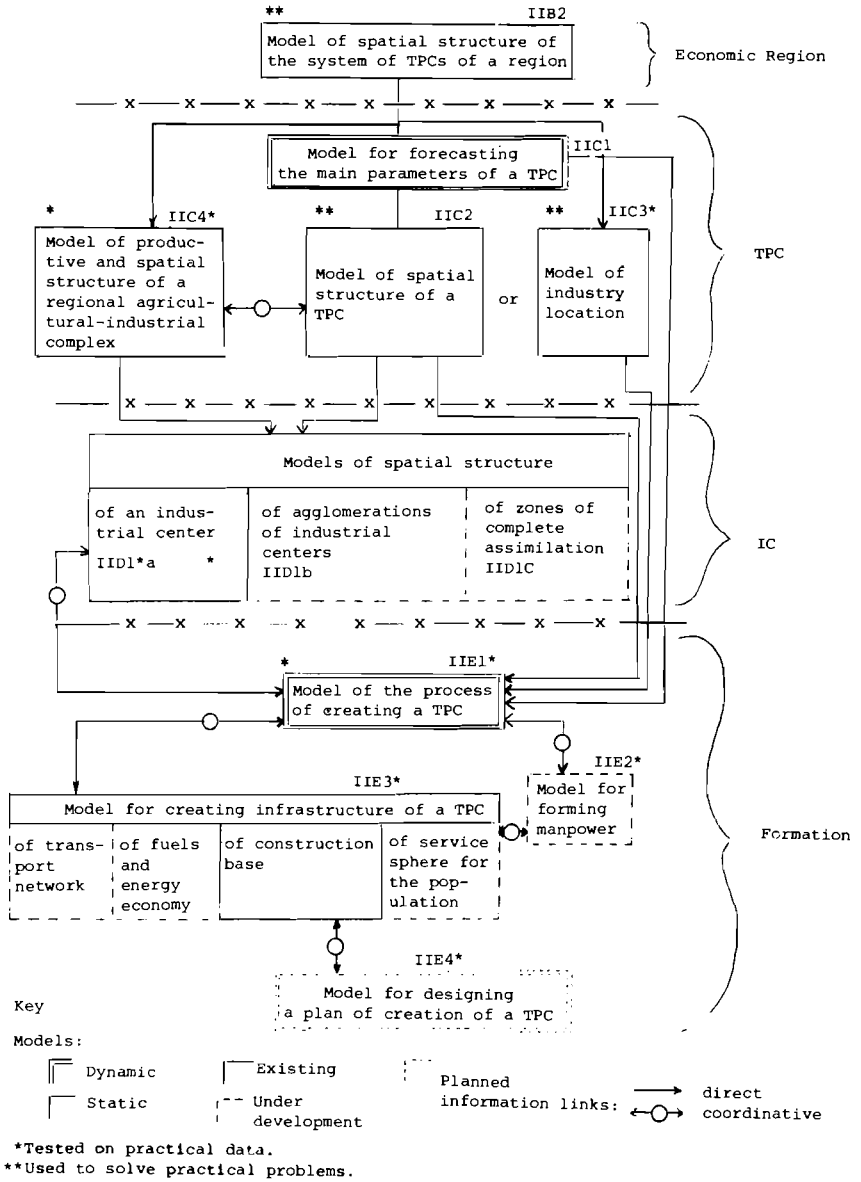 ** IIB2
Model of spatial structure of
the system of TPCs of a region
Economic Region
x x x x x x x x x
IIC1
Model for forecasting
the main parameters of a TPC
* IIC4*
** IIC2
** IIC3*
Model of produc-
tive and spatial
structure of a
regional agricul-
tural-industrial
complex
Model of spatial
structure of a
TPC
or
Model of
industry
location
TPC
x x x x x x x x x
Models of spatial structure
of an indus-
trial center
IID1*a *
of agglomerations
of industrial
centers
IID1b
of zones of
complete
assimilation
IID1C
IC
x x x x x x x x x
* IIE1*
Model of the process
of creating a TPC
IIE3*
Model for creating infrastructure of a TPC
IIE2*
Model for
forming
manpower
of trans-
port
network
of fuels
and
energy
economy
of construction
base
of service
sphere for
the pop-
ulation
Formation
IIE4*
Model for designing
a plan of creation of a TPC
Key
Models:
Dynamic
Static
Existing
Under
development
Planned
information links:
direct
coordinative
*Tested on practical data.
**Used to solve practical problems.